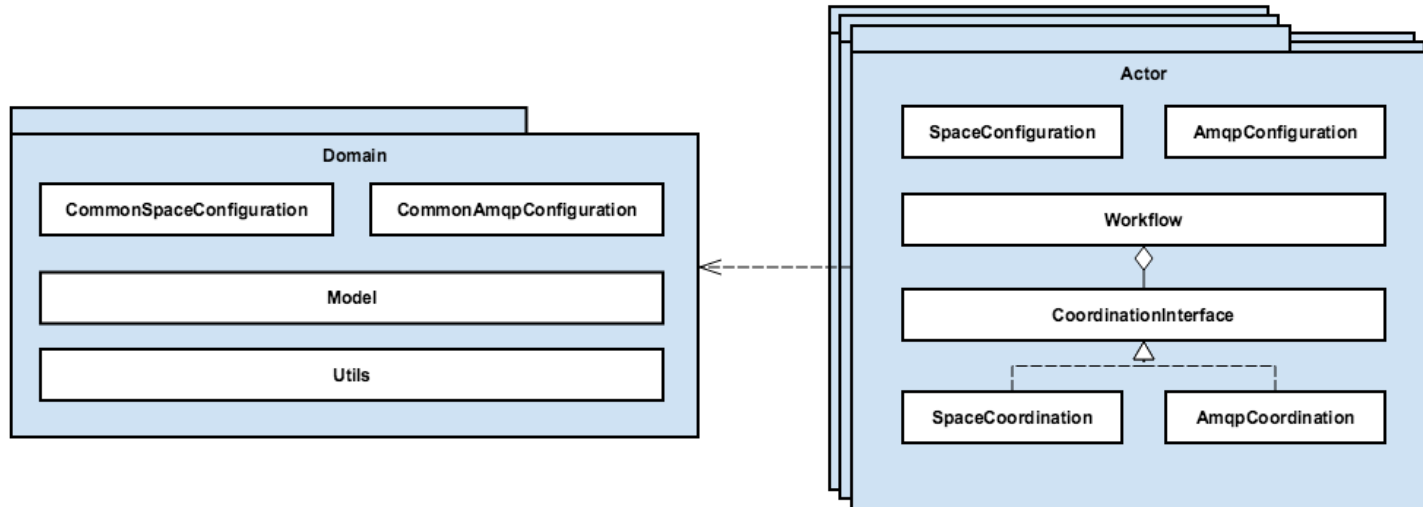 Domain
CommonSpaceConfiguration
CommonAmqpConfiguration
Model
Utils
Actor
SpaceConfiguration
AmqpConfiguration
Workflow
CoordinationInterface
SpaceCoordination
AmqpCoordination